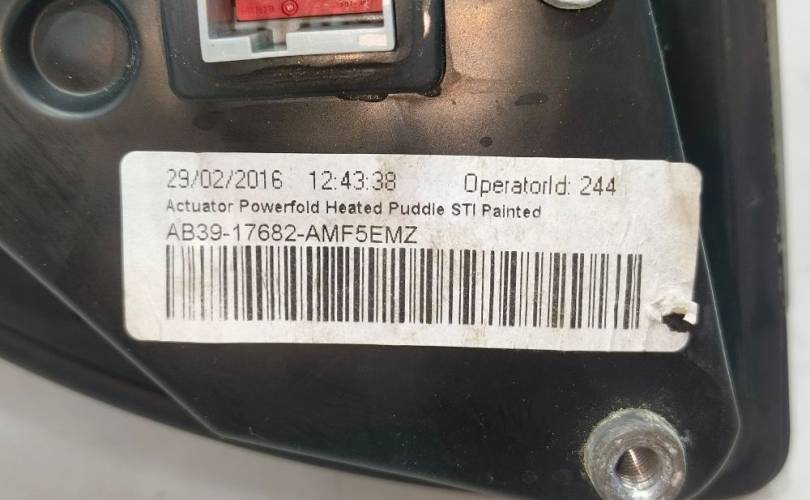 29/02/2016 12:43:38 OperatorId: 244
Actuator Powerfold Heated Puddle STI Painted
AB39-17682-AMF5EMZ